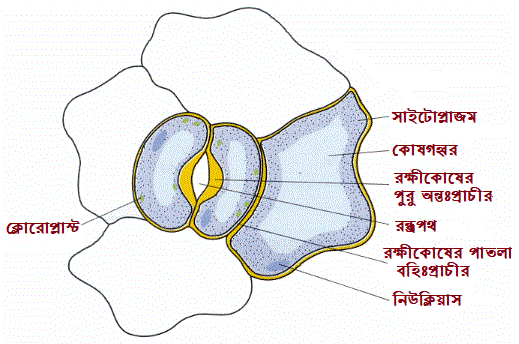 সাইটোপ্লাজম
কোষগহ্বর
রক্ষীকোষের
পুরু অন্তঃপ্রাচীর
রন্ধ্রপথ
ক্লোরোপ্লাস্ট
রক্ষীকোষের পাতলা
বহিঃপ্রাচীর
নিউক্লিয়াস